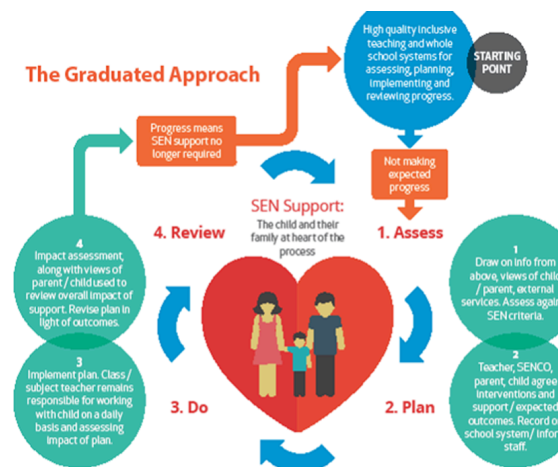 The Graduated Approach
High quality inclusive
teaching and whole
school systems for
assessing, planning,
implementing and
reviewing progress.
STARTING
POINT
Progress means
SEN support no
longer required
Not making
expected
progress
SEN Support:
The child and their
family at heart of the
process
4. Review
1. Assess
4
Impact assessment,
along with views of
parent / child used to
review overall impact of
support. Revise plan in
light of outcomes.
1
Draw on info from
above, views of child
/ parent, external
services. Assess
SEN criteria.
3
Implement plan. Class /
subject teacher remains
responsible for working
with child on a daily
basis and assessing
impact of plan.
3. Do
2. Plan
2
Teacher, SENCO,
parent, child agree
interventions and
support / expected
outcomes. Record
school system /
staff.